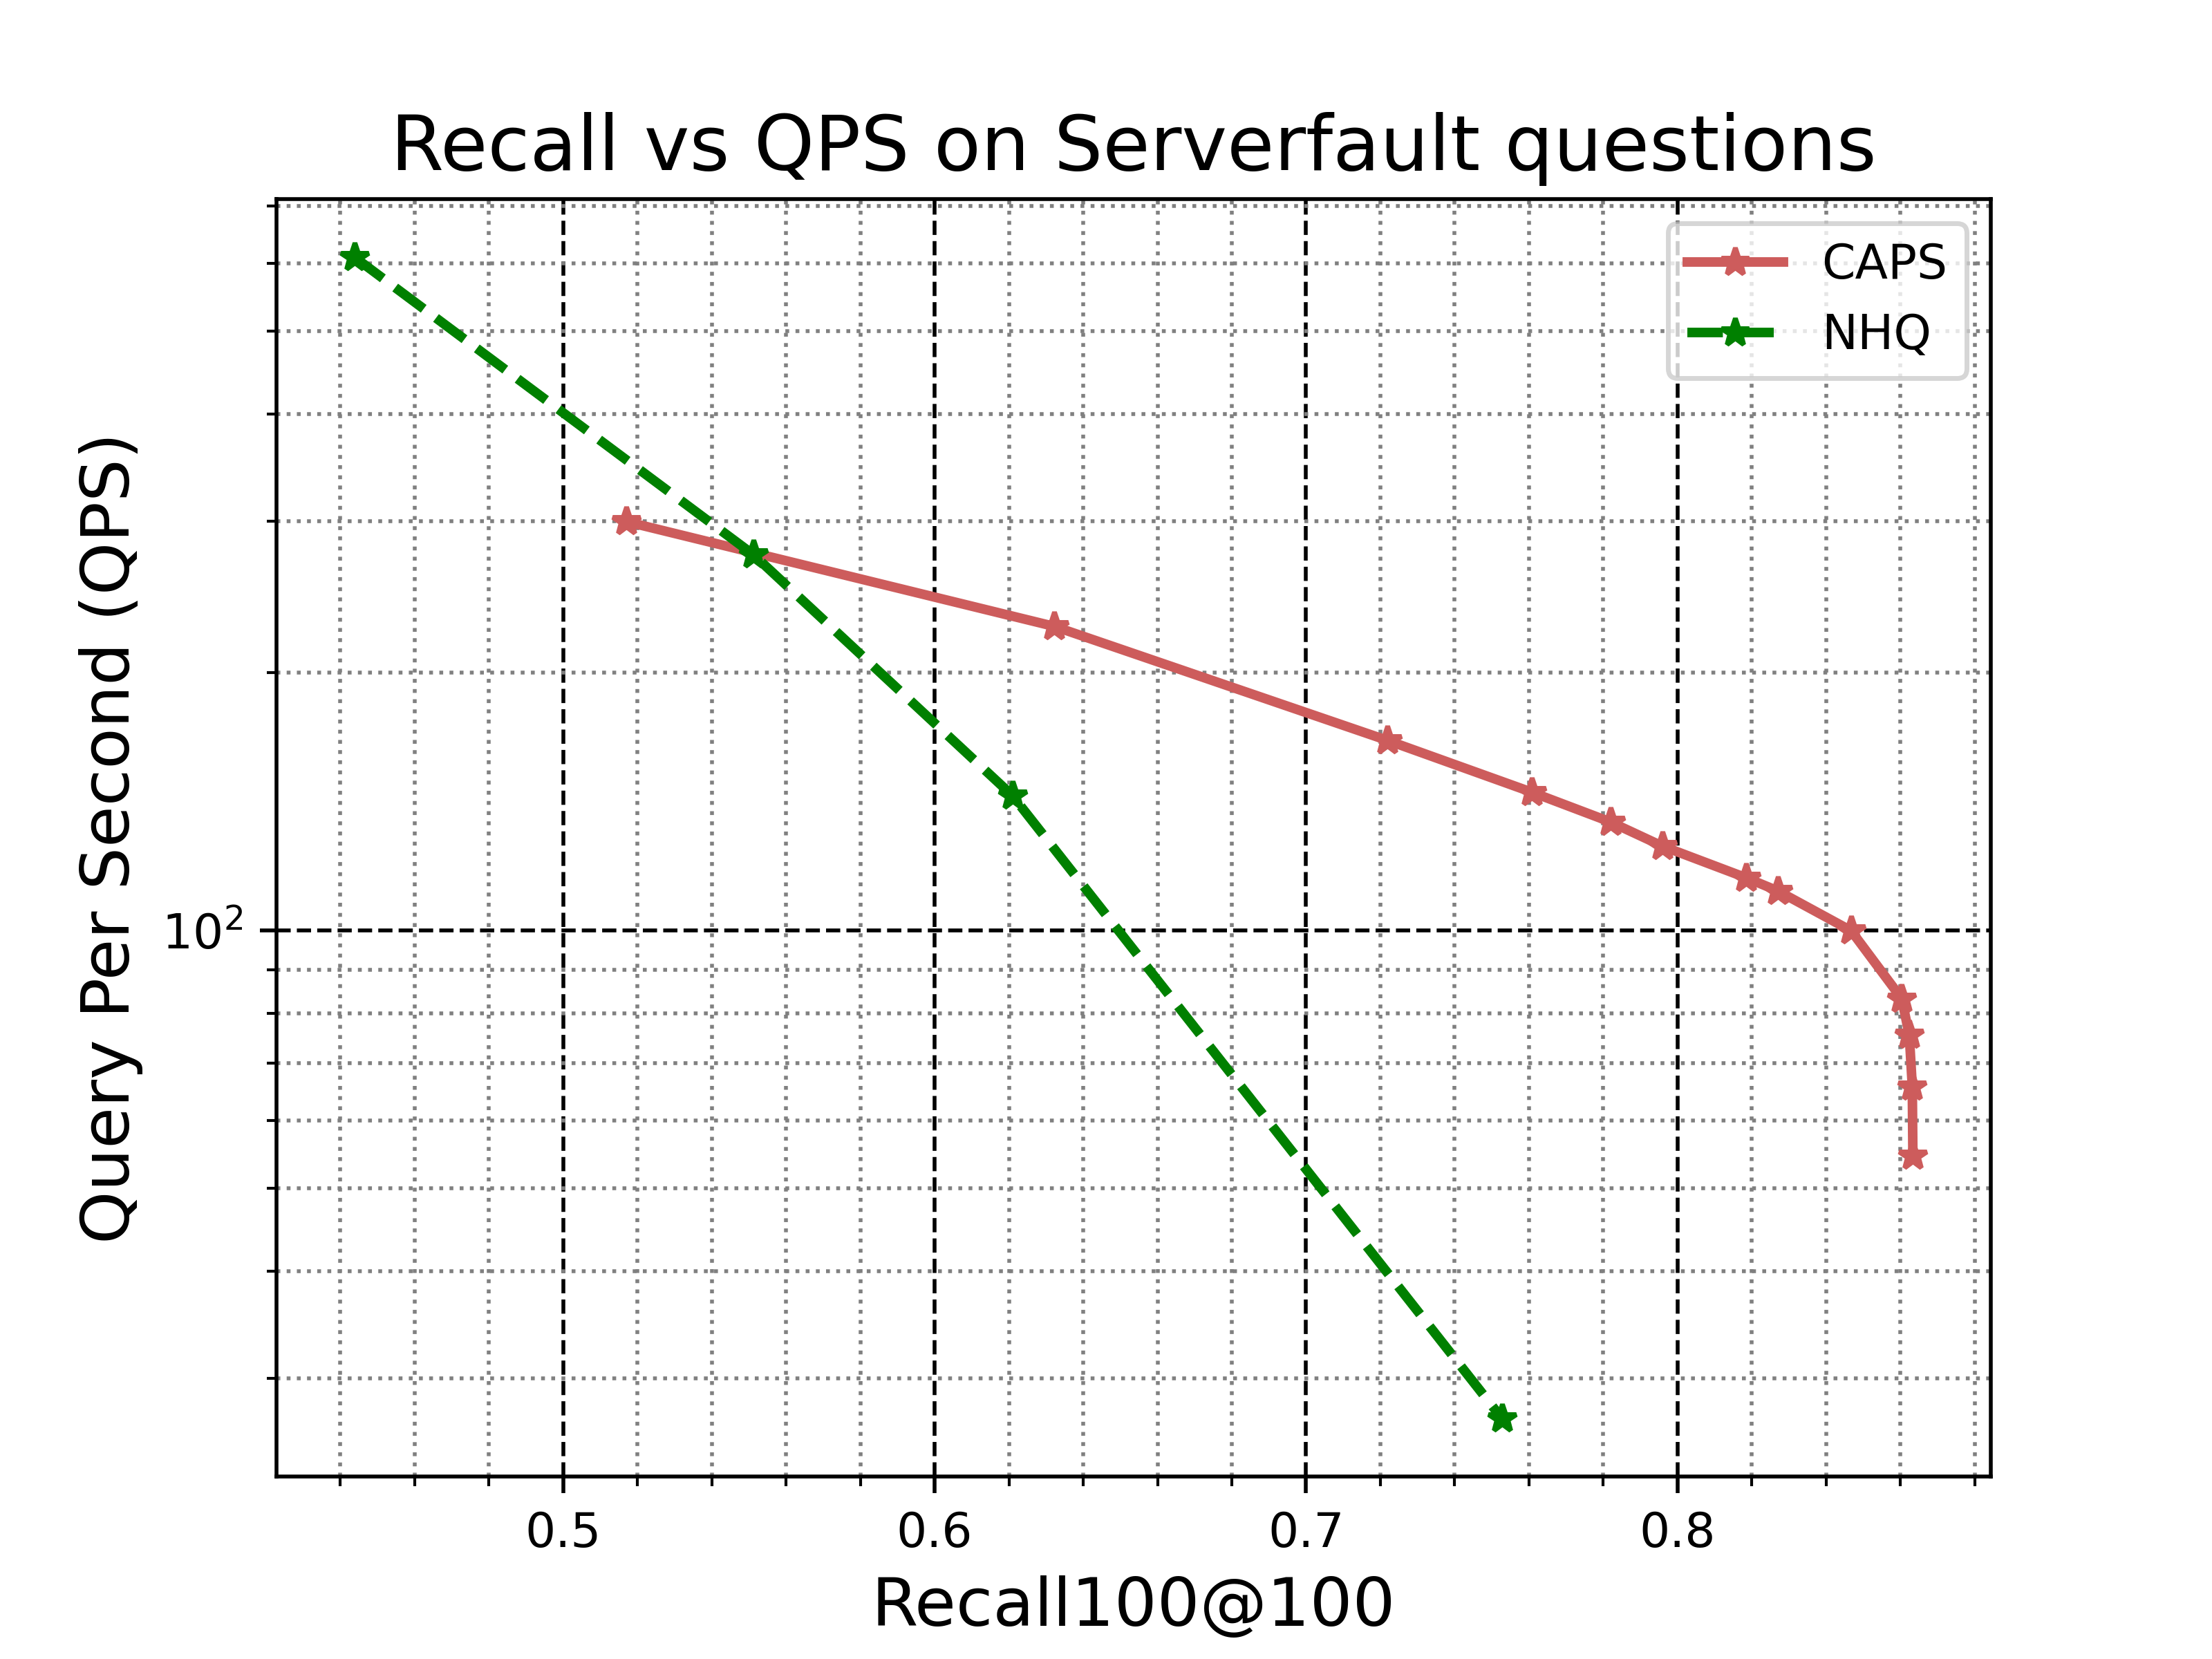 Recall vs QPS on Serverfault questions
CAPS
NHQ
Query Per Second (QPS)
10²
0.5 0.6 0.7 0.8
Recall100@100